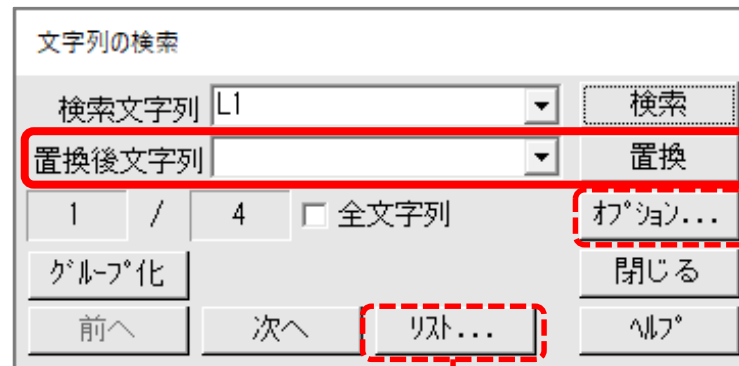 文字列の検索
検索文字列 L1 検索
置換後文字列 置換
1 / 4 全文字列 ｵﾌﾟｼｮﾝ...
ｸﾞﾙｰﾌﾟ化 閉じる
前へ 次へ ﾘｽﾄ... ﾍﾙﾌﾟ